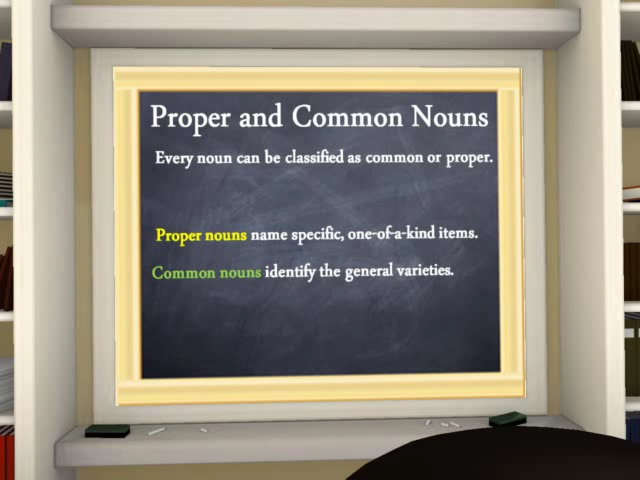 Proper and Common Nouns
Every noun can be classified as common or proper.
Proper nouns name specific, one-of-a-kind items.
Common nouns identify the general varieties.